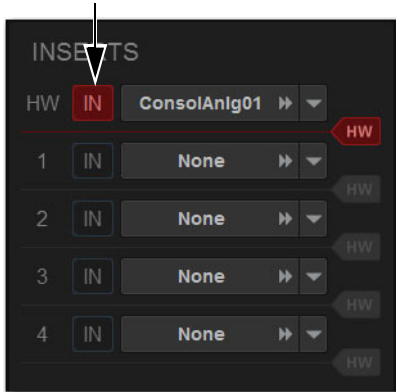 INSERTS
HW IN ConsolAnlg01
HW
1 IN None
HW
2 IN None
HW
3 IN None
HW
4 IN None
HW